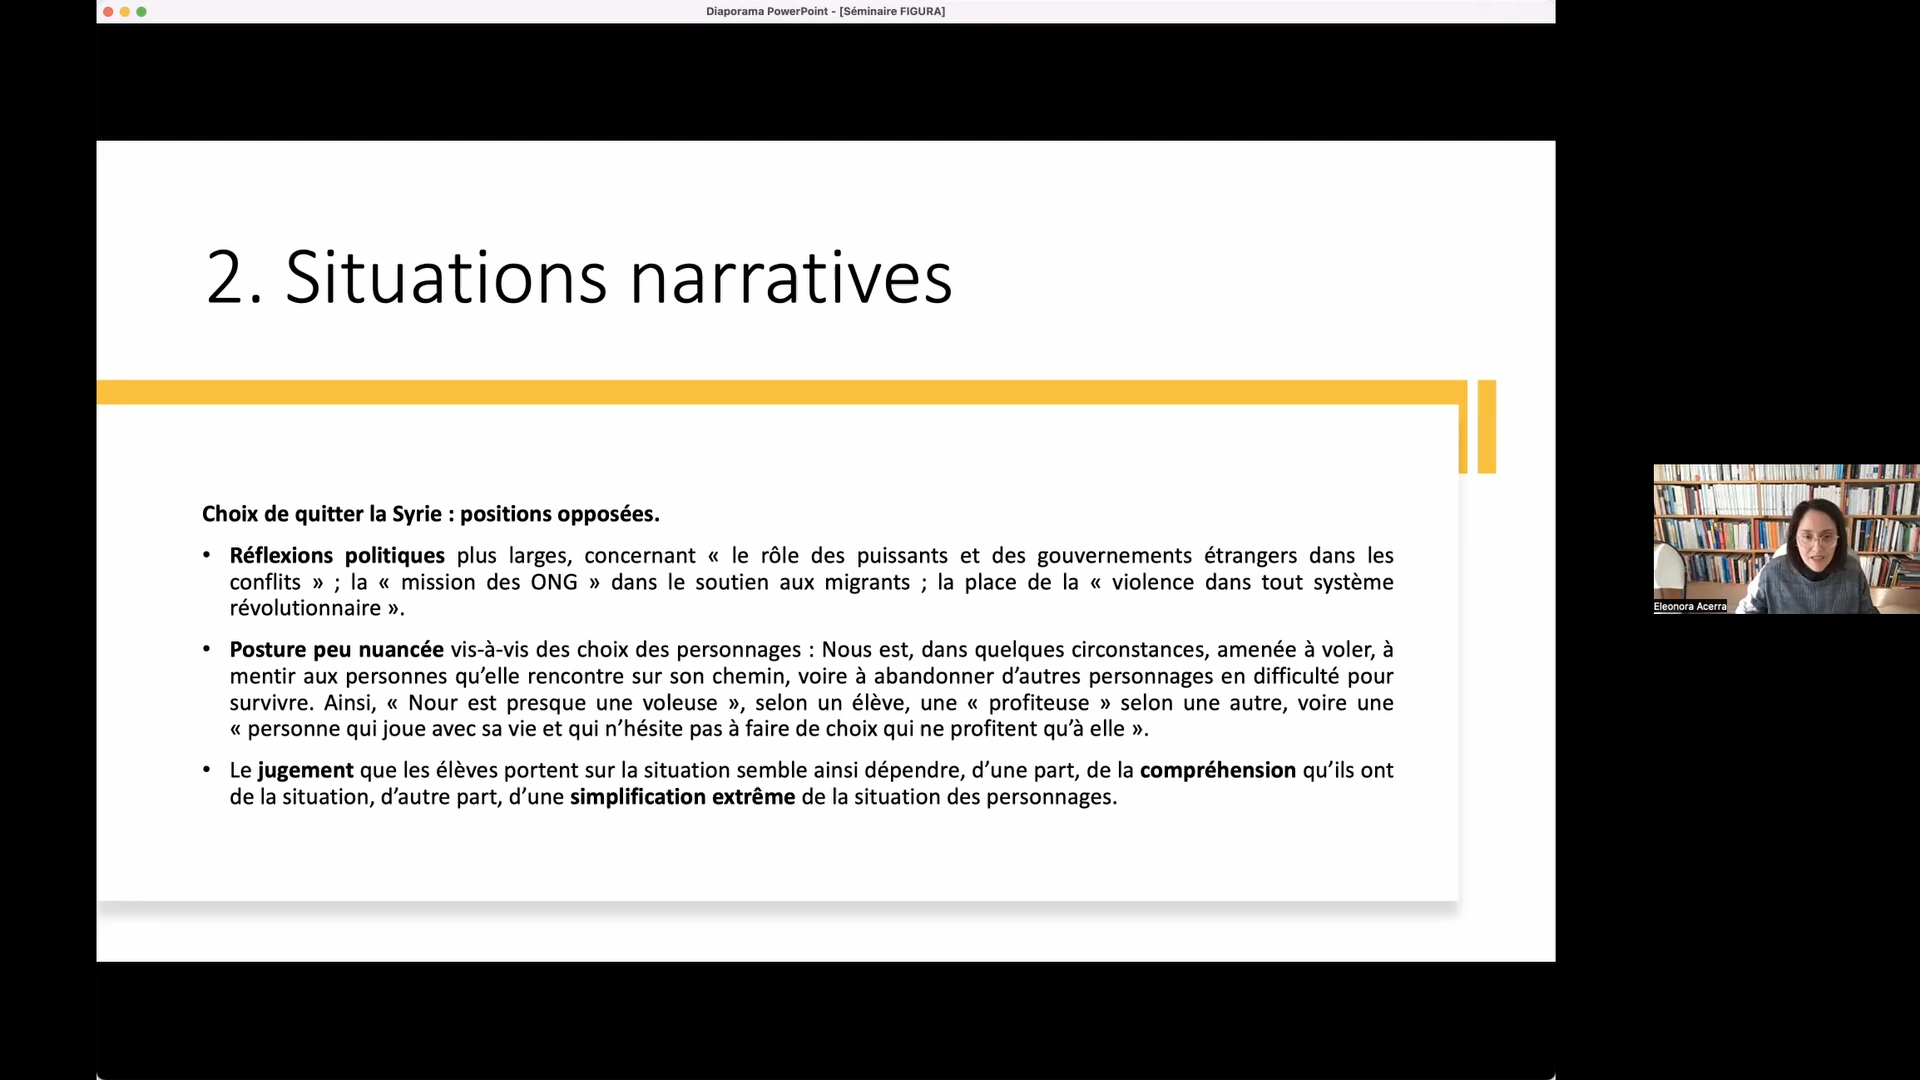 Diaporama PowerPoint - [Séminaire FIGURA]
2. Situations narratives
Choix de quitter la Syrie : positions opposées.
• Réflexions politiques plus larges, concernant « le rôle des puissants et des gouvernements étrangers dans les
conflits » ; la « mission des ONG » dans le soutien aux migrants ; la place de la « violence dans tout système
révolutionnaire ».
• Posture peu nuancée vis-à-vis des choix des personnages : Nous est, dans quelques circonstances, amenée à voler, à
mentir aux personnes qu’elle rencontre sur son chemin, voire à abandonner d’autres personnages en difficulté pour
survivre. Ainsi, « Nour est presque une voleuse », selon un élève, une « profiteuse » selon une autre, voire une
« personne qui joue avec sa vie et qui n’hésite pas à faire de choix qui ne profitent qu’à elle ».
• Le jugement que les élèves portent sur la situation semble ainsi dépendre, d’une part, de la compréhension qu’ils ont
de la situation, d’autre part, d’une simplification extrême de la situation des personnages.
Eleonora Acerra